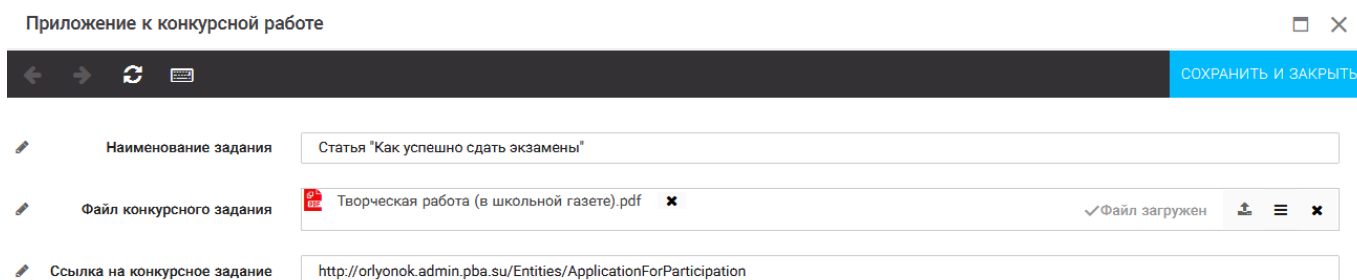 Приложение к конкурсной работе
СОХРАНИТЬ И ЗАКРЫТЬ
Наименование задания Статья "Как успешно сдать экзамены"
Файл конкурсного задания Творческая работа (в школьной газете).pdf Файл загружен
Ссылка на конкурсное задание http://orlyonok.admin.pba.su/Entities/ApplicationForParticipation